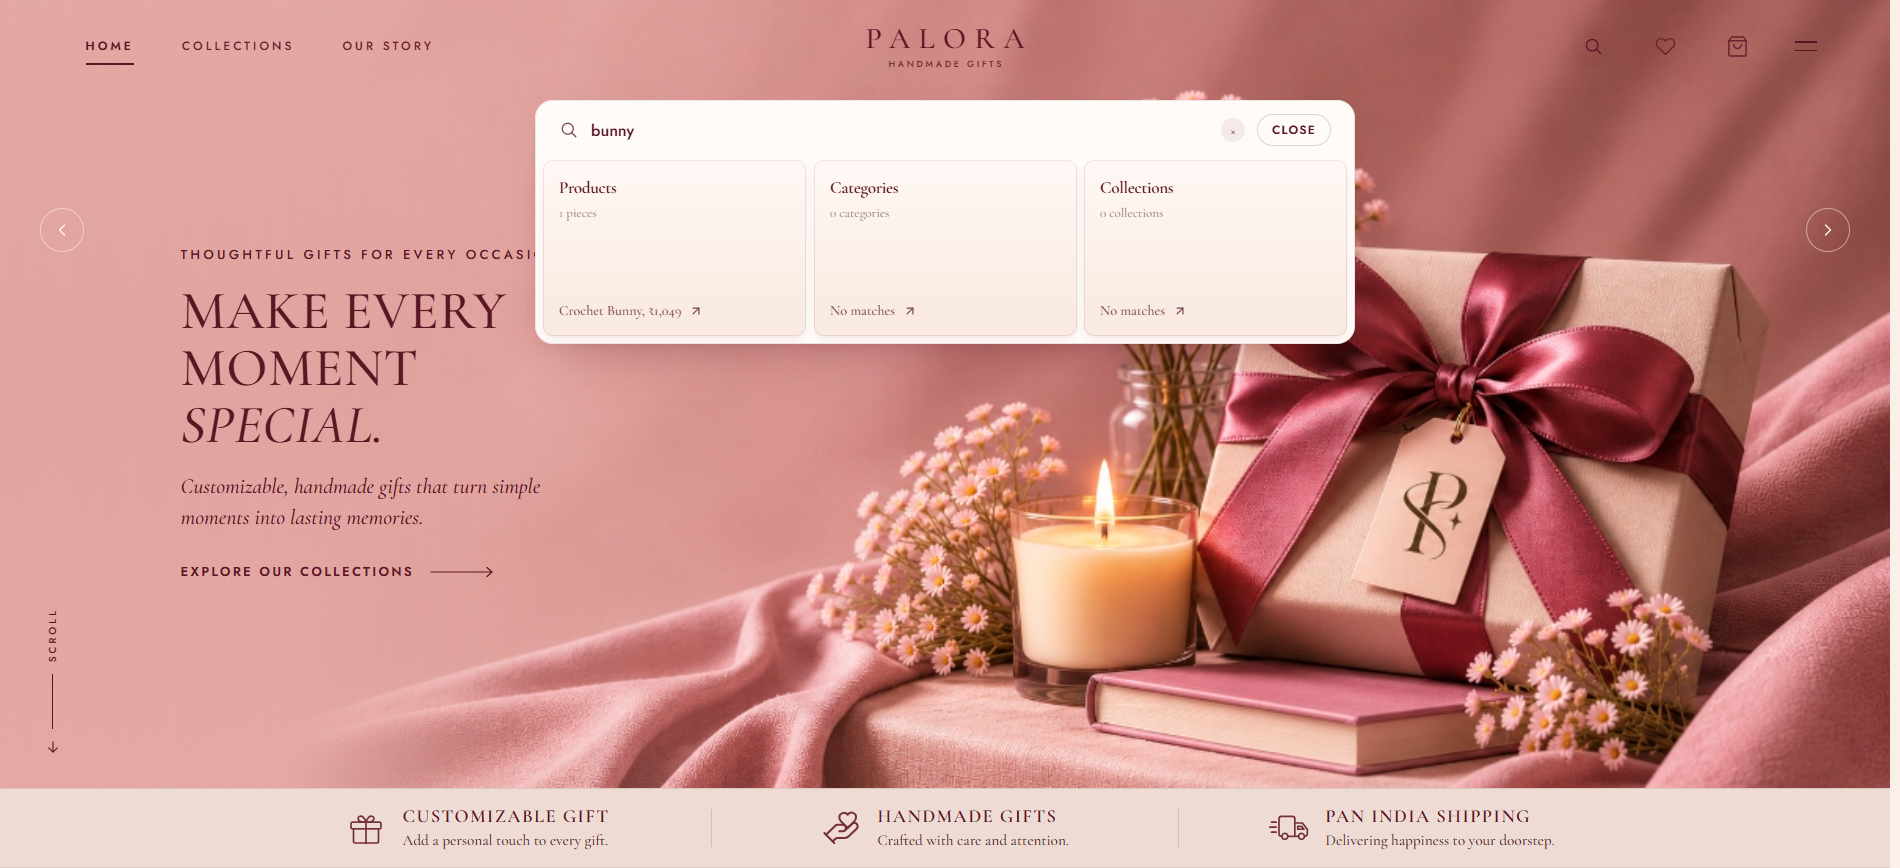 HOME
COLLECTIONS
OUR STORY
PALORA
HANDMADE GIFTS
bunny
×
CLOSE
Products
1 pieces
Crochet Bunny, ₹1,049
Categories
0 categories
No matches
Collections
0 collections
No matches
THOUGHTFUL GIFTS FOR EVERY
MAKE EVERY
MOMENT
SPECIAL.
Customizable, handmade gifts that turn simple
moments into lasting memories.
EXPLORE OUR COLLECTIONS
SCROLL
CUSTOMIZABLE GIFT
Add a personal touch to every gift.
HANDMADE GIFTS
Crafted with care and attention.
PAN INDIA SHIPPING
Delivering happiness to your doorstep.